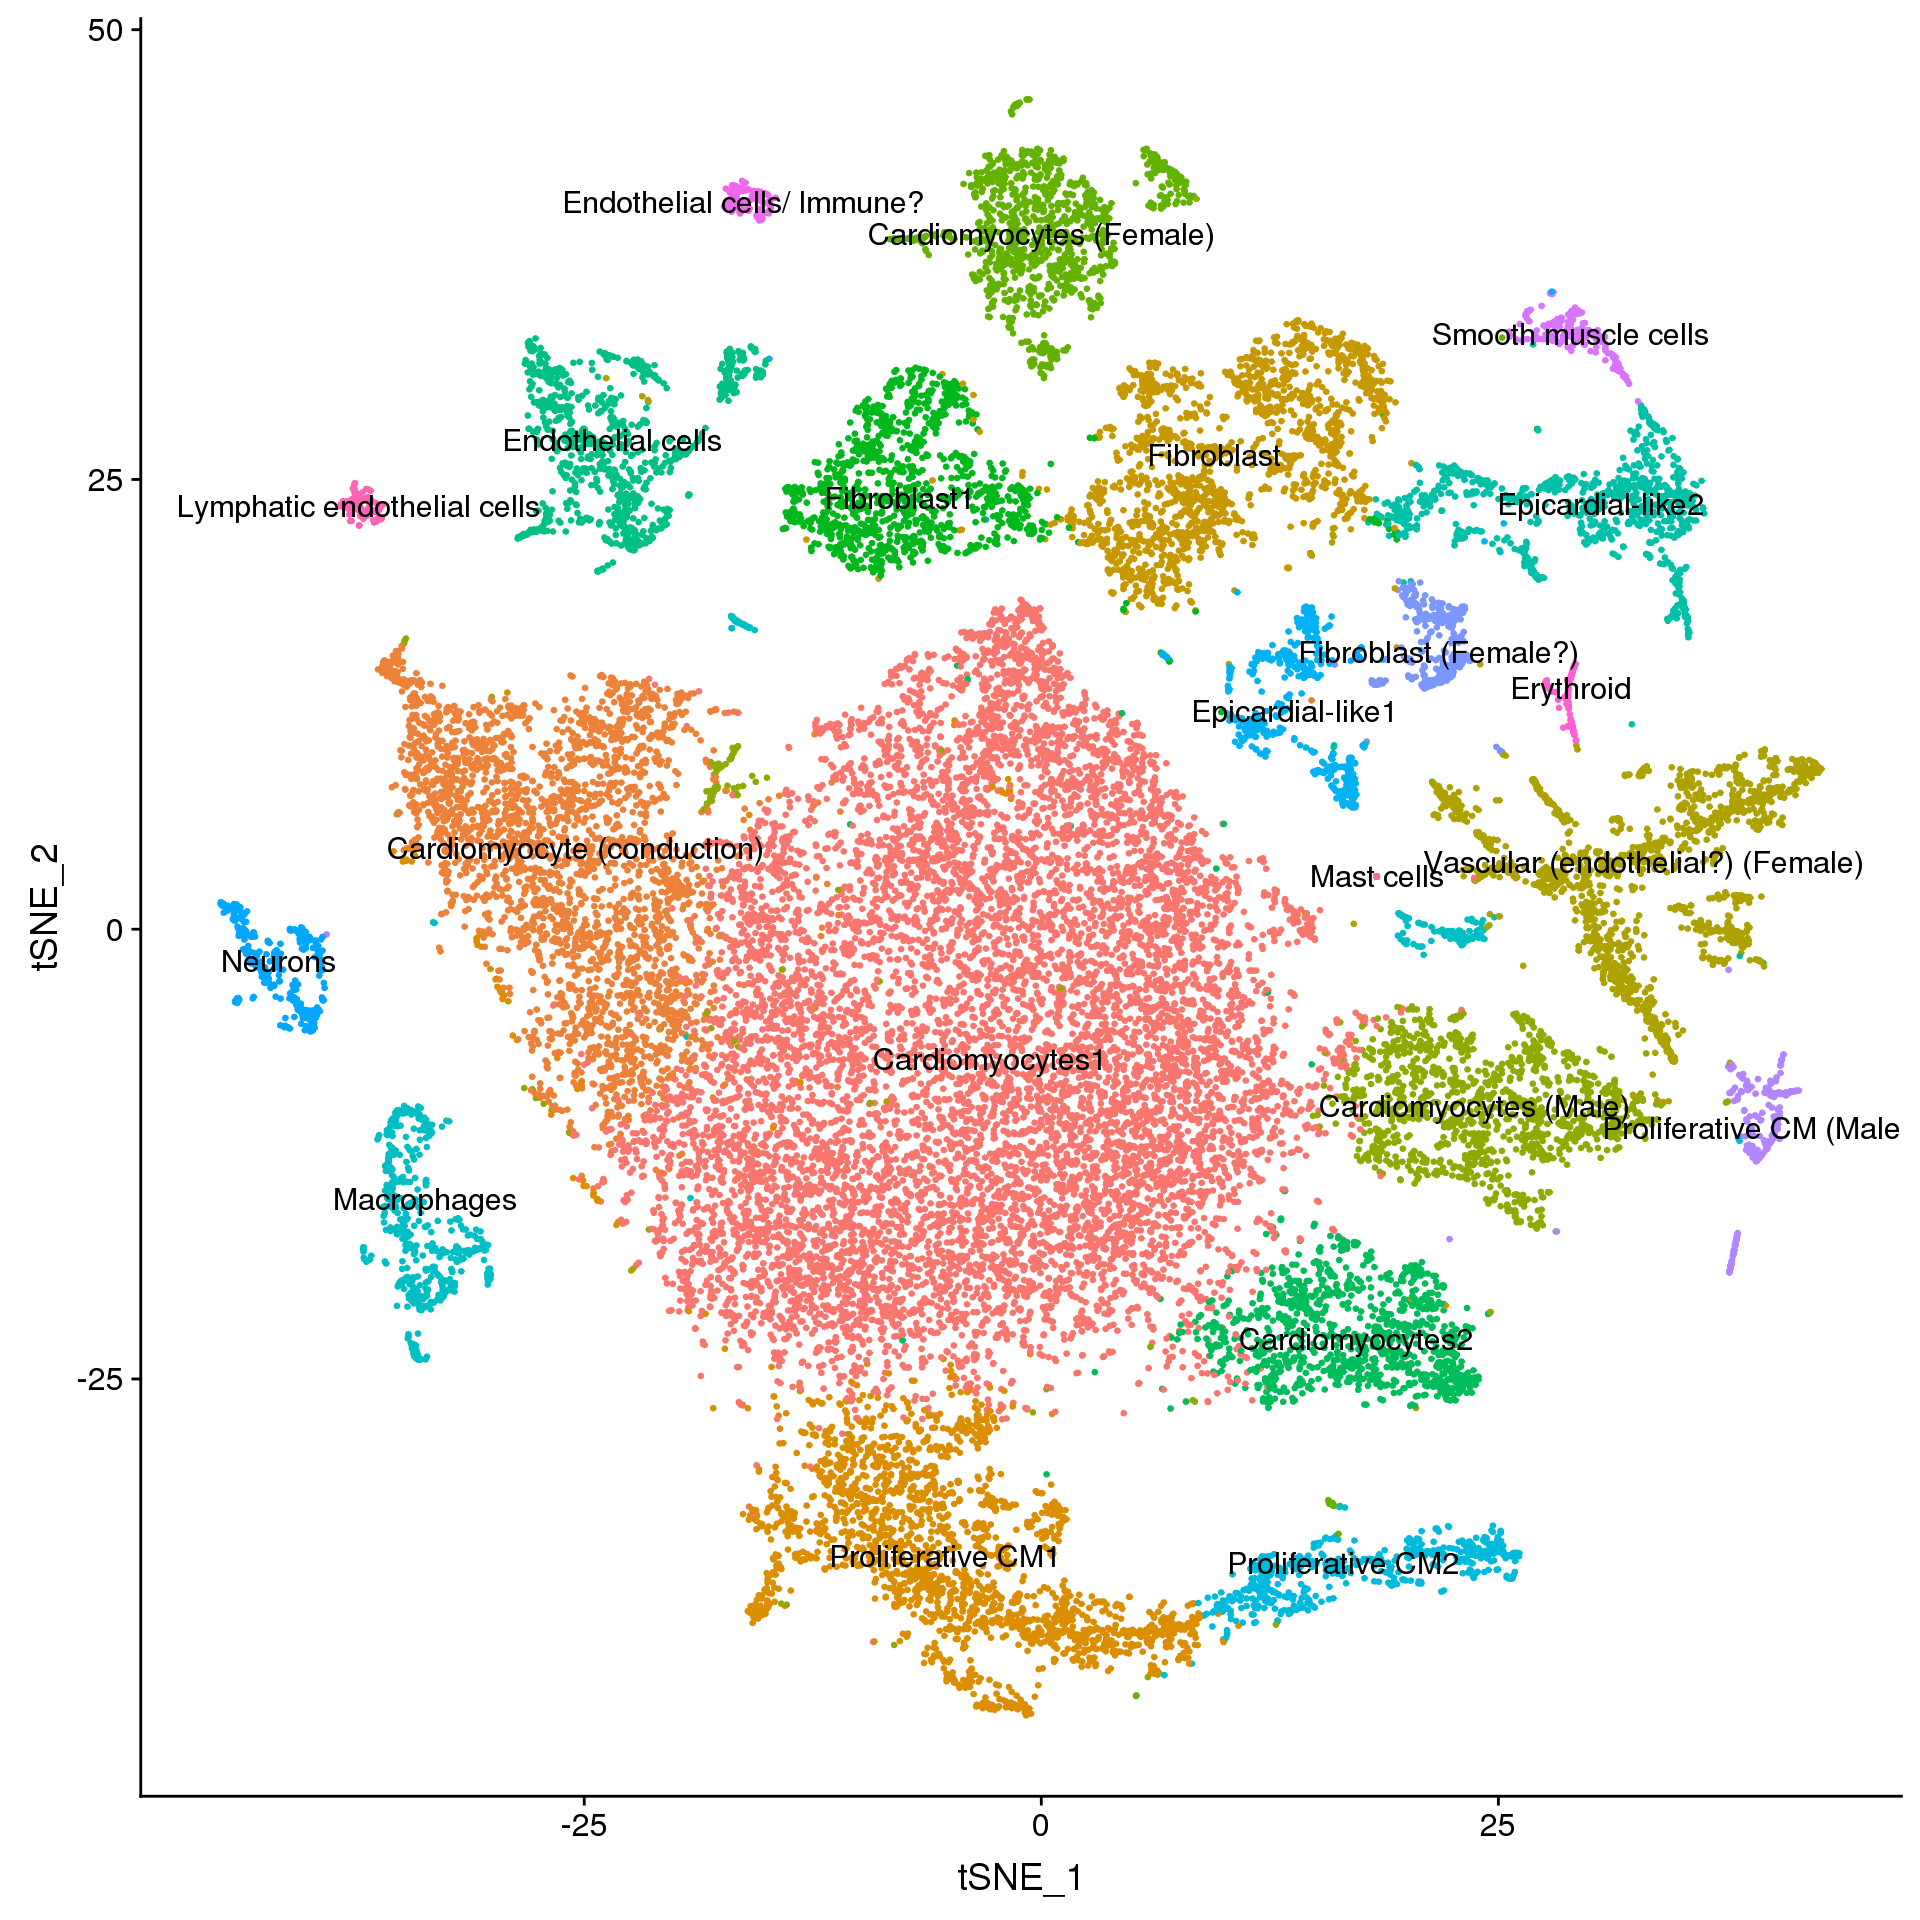 50
Endothelial cells/ Immune?
Cardiomyocytes (Female)
Smooth muscle cells
Endothelial cells
Fibroblast
25
Fibroblast1
Epicardial-like2
Lymphatic endothelial cells
Fibroblast (Female?)
Erythroid
Epicardial-like1
Cardiomyocyte (conduction)
Vascular (endothelial?) (Female)
Mast cells
tSNE_2
0
Neurons
Cardiomyocytes1
Cardiomyocytes (Male)
Proliferative CM (Male
Macrophages
Cardiomyocytes2
-25
Proliferative CM1
Proliferative CM2
-25
0
25
tSNE_1